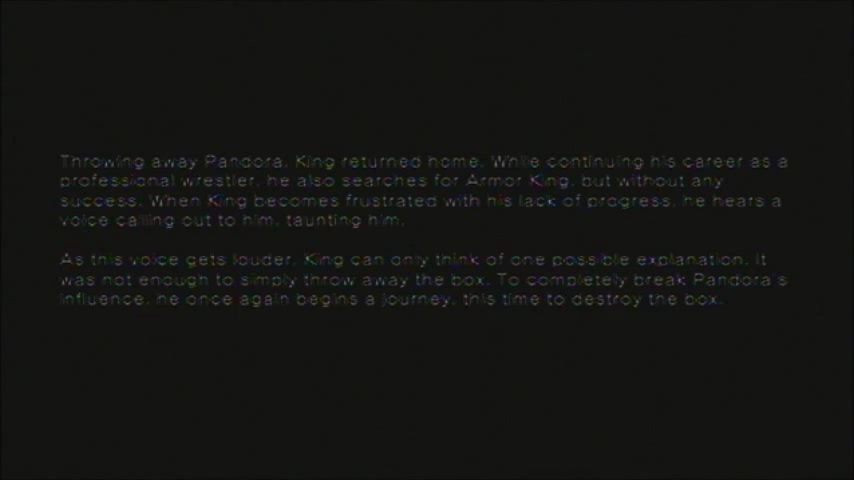 Throwing away Pandora, King returned home. While continuing his career as a
professional wrestler, he also searches for Armor King, but without any
success. When King becomes frustrated with his lack of progress, he hears a
voice calling out to him, taunting him.
As this voice gets louder, King can only think of one possible explanation. It
was not enough to simply throw away the box. To completely break Pandora's
influence, he once again begins a journey, this time to destroy the box.